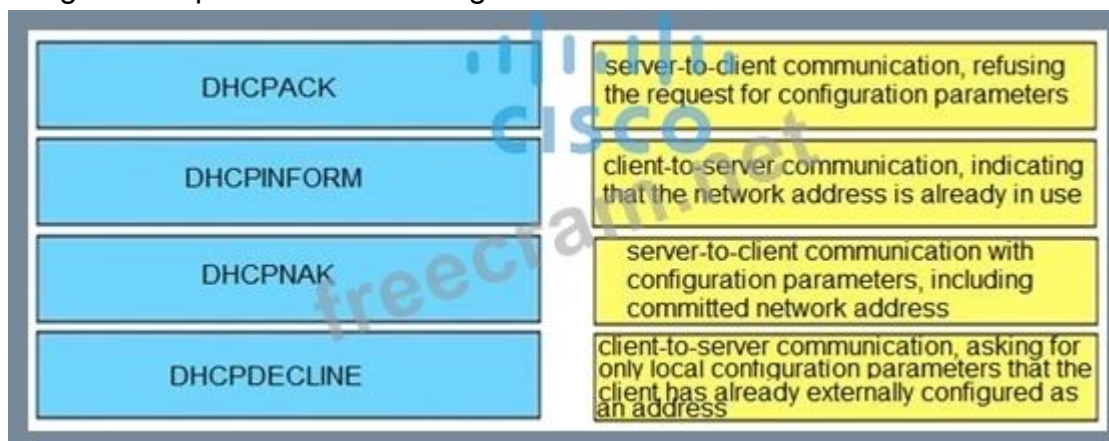 DHCPACK
server-to-client communication, refusing
the request for configuration parameters
CISCO
DHCPINFORM
client-to-server communication, indicating
that the network address is already in use
DHCPNAK
server-to-client communication with
configuration parameters, including
committed network address
freecram.net
DHCPDECLINE
client-to-server communication, asking for
only local configuration parameters that the
client has already externally configured as
an address